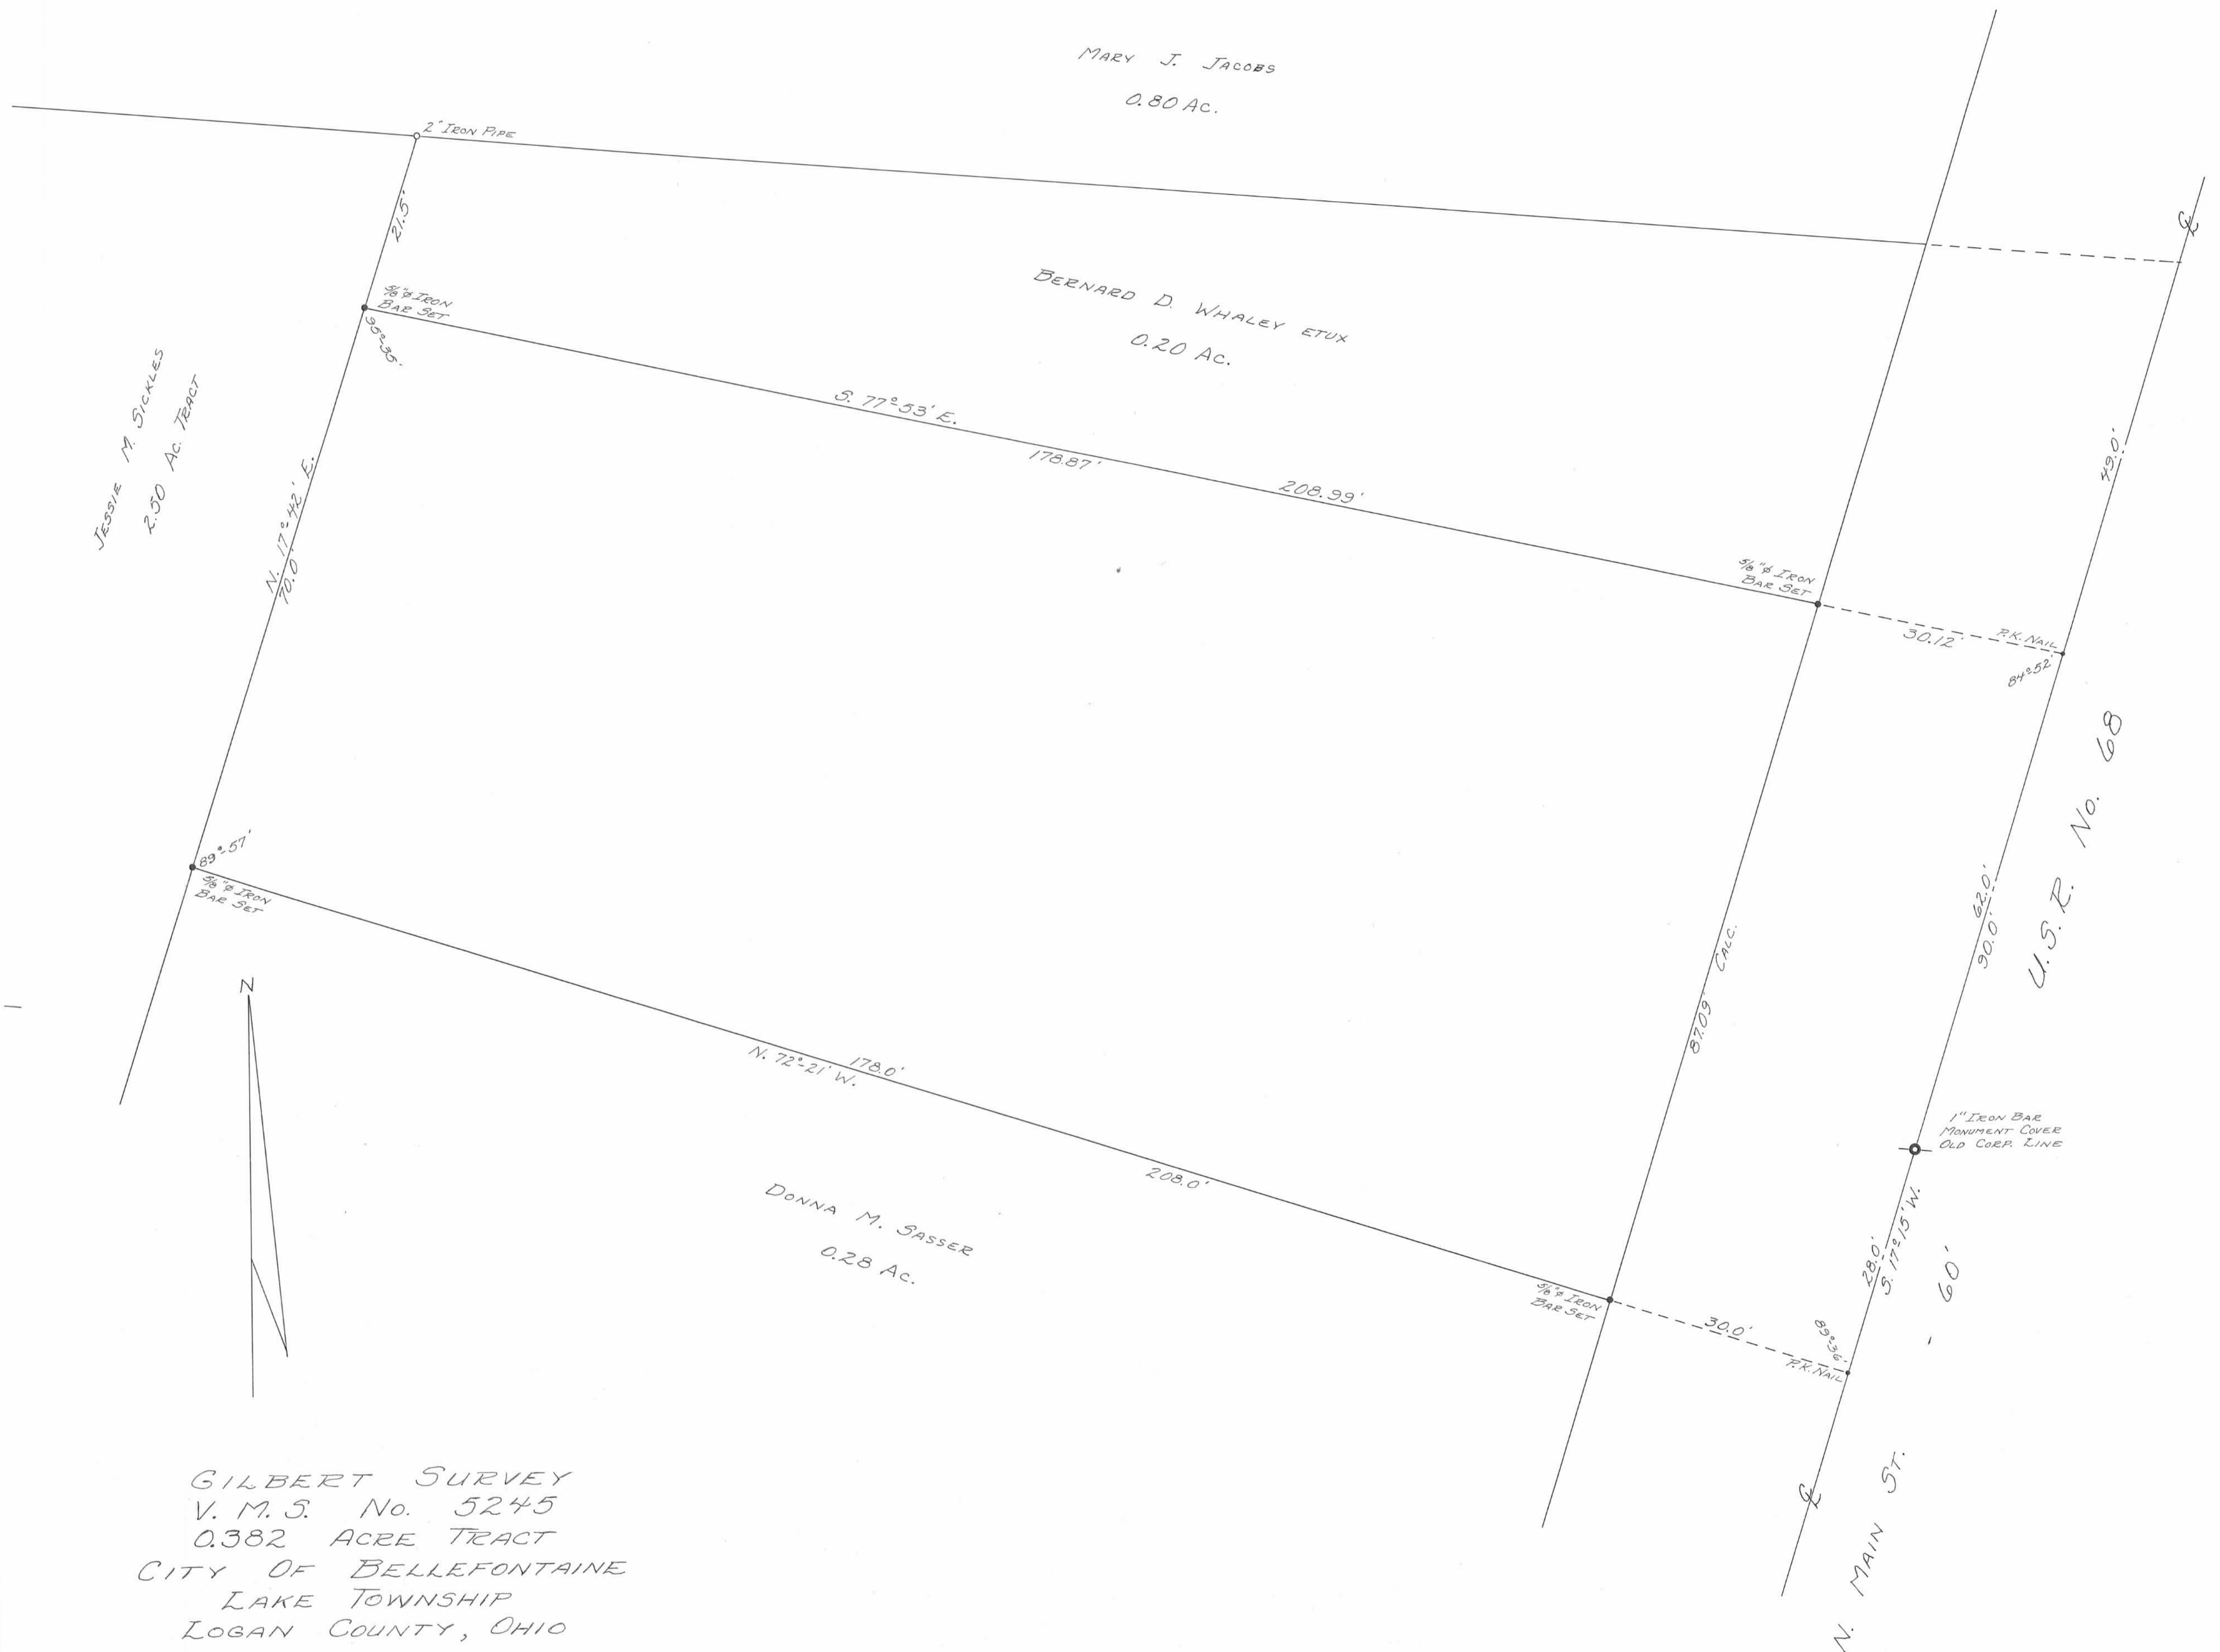 MARY J. JACOBS
0.80 AC.
2" IRON PIPE
21.5'
5/8"ø IRON
BAR SET
95°-35'
BERNARD D. WHALEY ETUX
0.20 AC.
JESSIE M. SICKLES
2.50 AC. TRACT
S. 77°-53' E.
178.87'
208.99'
N. 17°-42' E.
70.0'
5/8"ø IRON
BAR SET
30.12'
P.K. NAIL
84°-52'
49.0'
℄
U.S.R. No. 68
89°-57'
5/8"ø IRON
BAR SET
62.0'
90.0'
87.09' CALC.
N
N. 72°-21' W.
178.0'
208.0'
1" IRON BAR
MONUMENT COVER
OLD CORP. LINE
DONNA M. SASSER
0.28 AC.
28.0'
S. 17°-15' W.
5/8"ø IRON
BAR SET
30.0'
89°-36'
P.K. NAIL
℄
N. MAIN ST. - 60'
GILBERT SURVEY
V. M. S. No. 5245
0.382 ACRE TRACT
CITY OF BELLEFONTAINE
LAKE TOWNSHIP
LOGAN COUNTY, OHIO